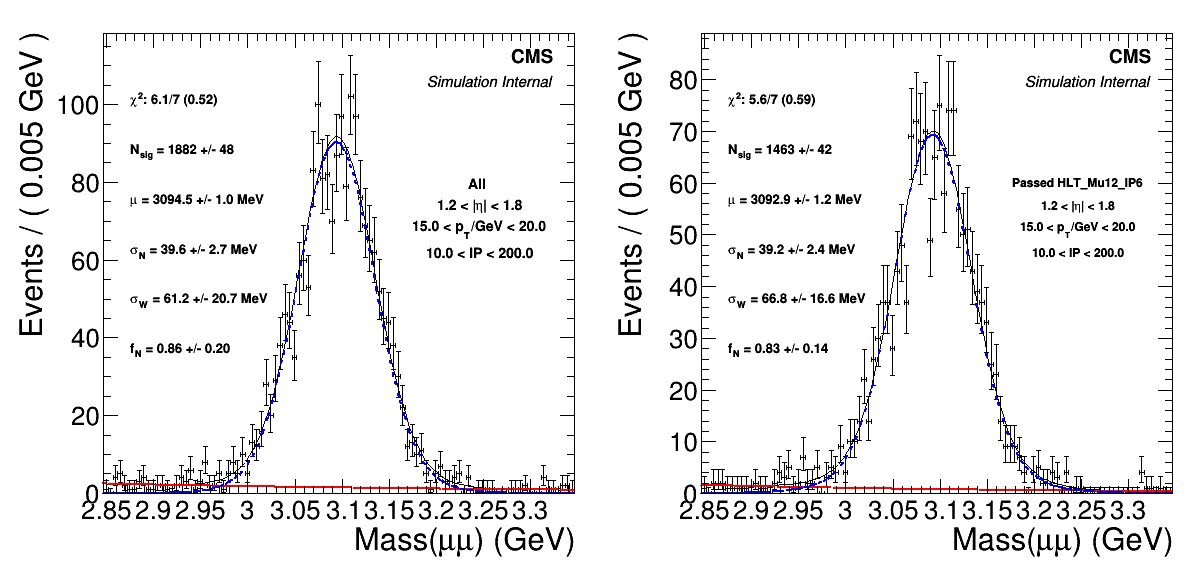 Events / ( 0.005 GeV )
CMS
Simulation Internal
100
80
60
40
20
0
χ²: 6.1/7 (0.52)
N_sig = 1882 +/- 48
μ = 3094.5 +/- 1.0 MeV
σ_N = 39.6 +/- 2.7 MeV
σ_W = 61.2 +/- 20.7 MeV
f_N = 0.86 +/- 0.20
All
1.2 < |η| < 1.8
15.0 < p_T/GeV < 20.0
10.0 < IP < 200.0
2.85 2.9 2.95 3 3.05 3.1 3.15 3.2 3.25 3.3
Mass(μμ) (GeV)
Events / ( 0.005 GeV )
CMS
Simulation Internal
80
70
60
50
40
30
20
10
0
χ²: 5.6/7 (0.59)
N_sig = 1463 +/- 42
μ = 3092.9 +/- 1.2 MeV
σ_N = 39.2 +/- 2.4 MeV
σ_W = 66.8 +/- 16.6 MeV
f_N = 0.83 +/- 0.14
Passed HLT_Mu12_IP6
1.2 < |η| < 1.8
15.0 < p_T/GeV < 20.0
10.0 < IP < 200.0
2.85 2.9 2.95 3 3.05 3.1 3.15 3.2 3.25 3.3
Mass(μμ) (GeV)